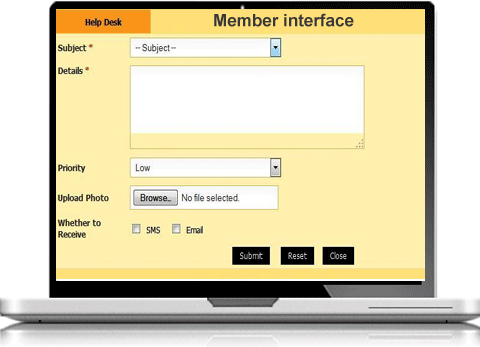 Help Desk
Member interface
Subject *
-- Subject --
Details *
Priority
Low
Upload Photo
Browse.. No file selected.
Whether to
Receive
SMS
Email
Submit
Reset
Close